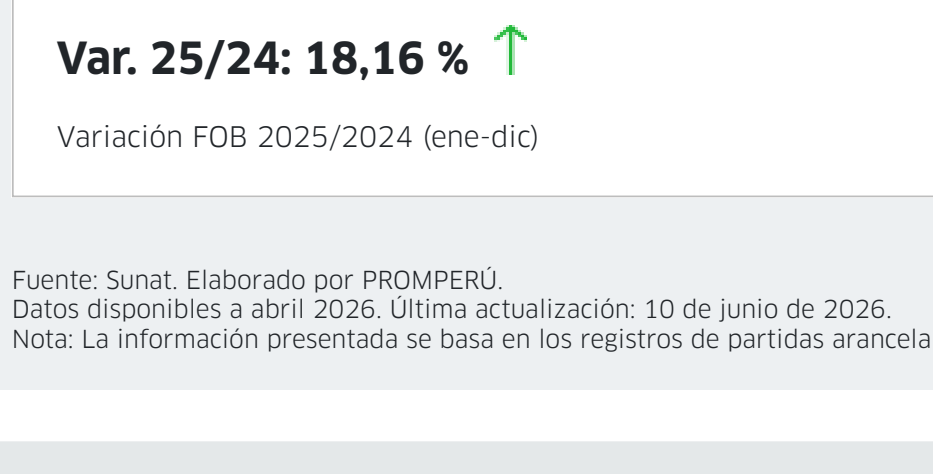 Var. 25/24: 18,16 % ↑
Variación FOB 2025/2024 (ene-dic)
Fuente: Sunat. Elaborado por PROMPERÚ.
Datos disponibles a abril 2026. Última actualización: 10 de junio de 2026.
Nota: La información presentada se basa en los registros de partidas arancela